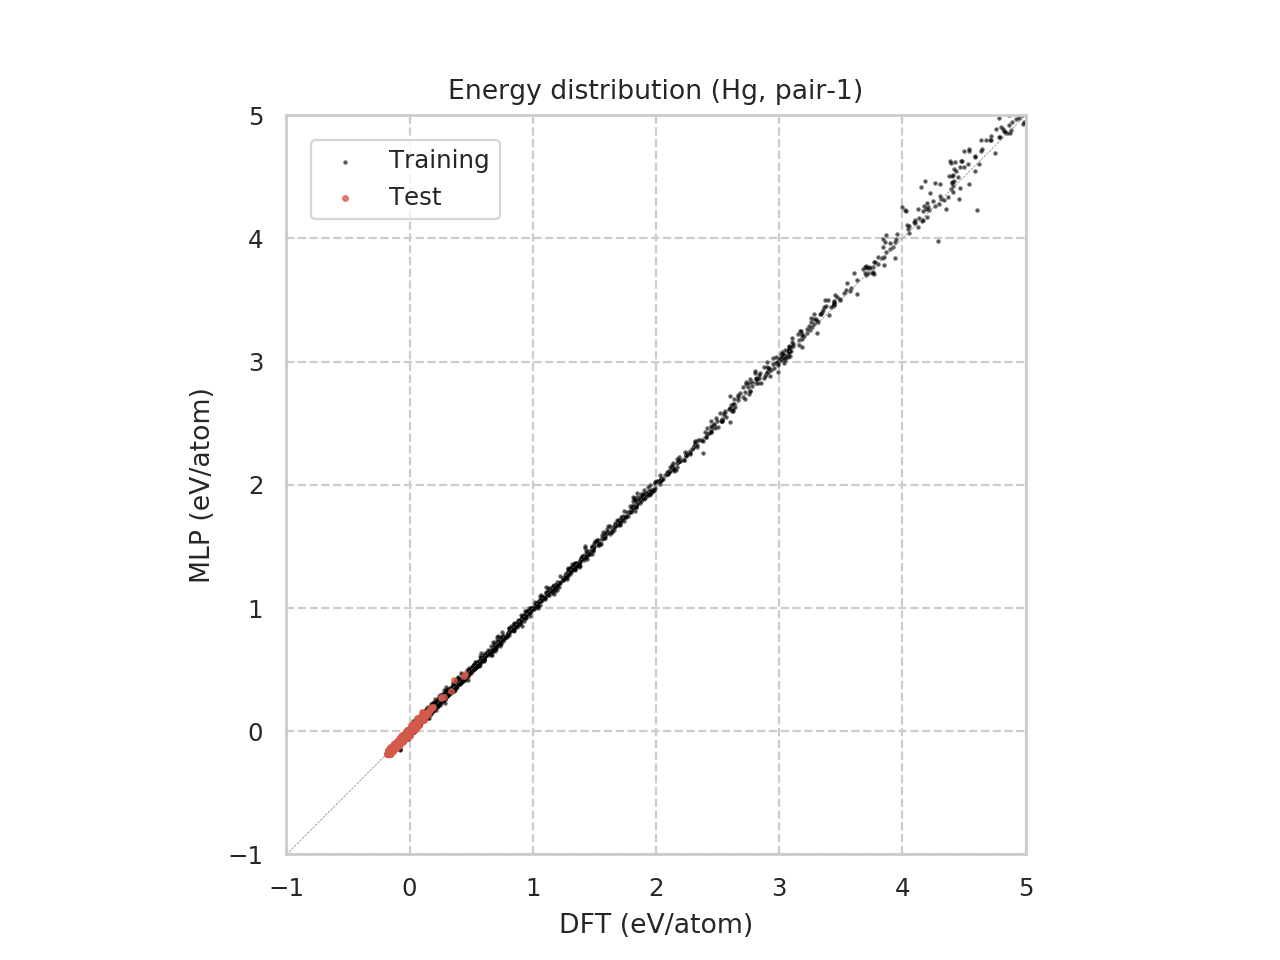 Energy distribution (Hg, pair-1)
Training
Test
5
4
3
2
1
0
−1
MLP (eV/atom)
−1 0 1 2 3 4 5
DFT (eV/atom)